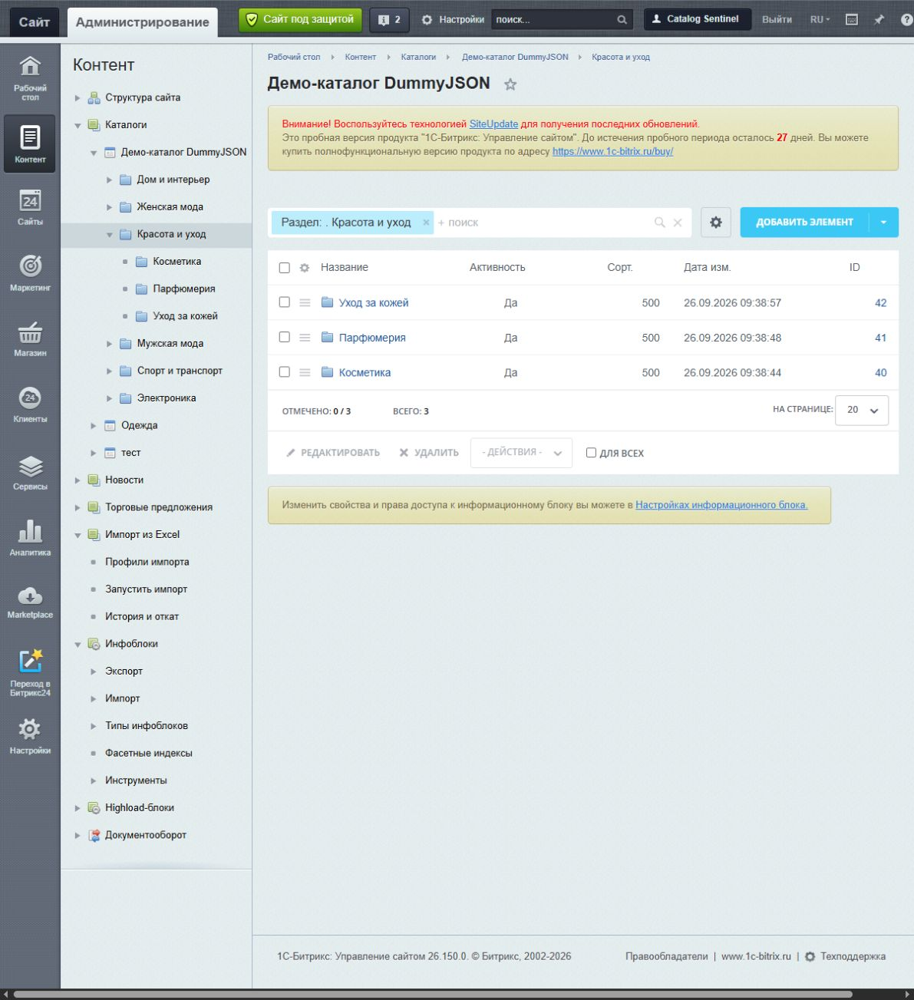 Сайт
Администрирование
Сайт под защитой
2
Настройки
поиск...
Catalog Sentinel
Выйти
RU
Рабочий стол
Контент
24
Сайты
Маркетинг
Магазин
24
Клиенты
Сервисы
Аналитика
Marketplace
Переход в Битрикс24
Настройки
Контент
Структура сайта
Каталоги
Демо-каталог DummyJSON
Дом и интерьер
Женская мода
Красота и уход
Косметика
Парфюмерия
Уход за кожей
Мужская мода
Спорт и транспорт
Электроника
Одежда
тест
Новости
Торговые предложения
Импорт из Excel
Профили импорта
Запустить импорт
История и откат
Инфоблоки
Экспорт
Импорт
Типы инфоблоков
Фасетные индексы
Инструменты
Highload-блоки
Документооборот
Рабочий стол Контент Каталоги Демо-каталог DummyJSON Красота и уход
Демо-каталог DummyJSON
Внимание! Воспользуйтесь технологией SiteUpdate для получения последних обновлений.
Это пробная версия продукта "1С-Битрикс: Управление сайтом". До истечения пробного периода осталось 27 дней. Вы можете
купить полнофункциональную версию продукта по адресу https://www.1c-bitrix.ru/buy/
Раздел: . Красота и уход × + поиск
ДОБАВИТЬ ЭЛЕМЕНТ
Название Активность Сорт. Дата изм. ID
Уход за кожей Да 500 26.09.2026 09:38:57 42
Парфюмерия Да 500 26.09.2026 09:38:48 41
Косметика Да 500 26.09.2026 09:38:44 40
ОТМЕЧЕНО: 0 / 3 ВСЕГО: 3 НА СТРАНИЦЕ: 20
РЕДАКТИРОВАТЬ УДАЛИТЬ - ДЕЙСТВИЯ - ДЛЯ ВСЕХ
Изменить свойства и права доступа к информационному блоку вы можете в Настройках информационного блока.
1С-Битрикс: Управление сайтом 26.150.0. © Битрикс, 2002-2026
Правообладатели | www.1c-bitrix.ru | Техподдержка